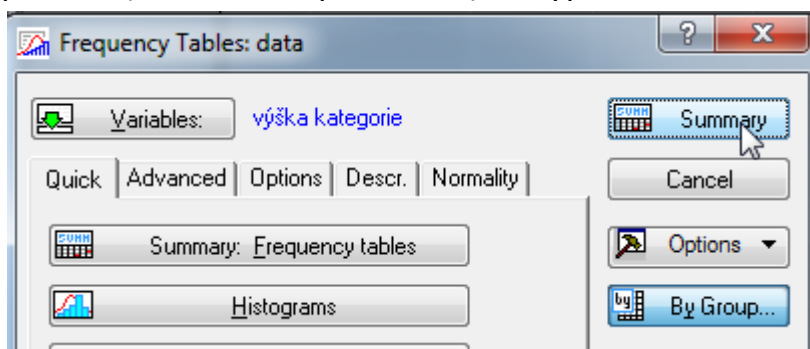 Frequency Tables: data
Variables: výška kategorie
Summary
Quick Advanced Options Descr. Normality
Cancel
Summary: Frequency tables
Options
Histograms
By Group...